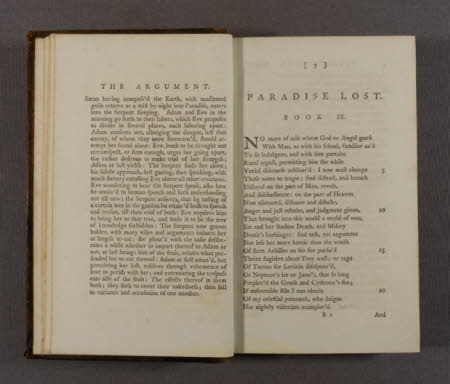 THE ARGUMENT.
Satan having compass'd the Earth, with meditated
guile returns as a mist by night into Paradise, enters
into the Serpent sleeping. Adam and Eve in the
morning go forth to their labors, which Eve proposes
to divide in several places, each laboring apart:
Adam consents not, alledging the danger, lest that
enemy, of whom they were forewarn'd, should at-
tempt her found alone: Eve, loath to be thought not
circumspect, or firm enough, urges her going apart,
the rather desirous to make trial of her strength;
Adam at last yields: The Serpent finds her alone;
his subtle approach, first gazing, then speaking, with
much flattery extolling Eve above all other creatures.
Eve wondering to hear the Serpent speak, asks how
he attain'd to human speech and such understanding
not till now; the Serpent answers, that by tasting of
a certain tree in the garden he attain'd both to speech
and reason, till then void of both: Eve requires him
to bring her to that tree, and finds it to be the tree
of knowledge forbidden: The Serpent now grown
bolder, with many wiles and arguments induces her
at length to eat: she pleas'd with the taste delibe-
rates a while whether to impart thereof to Adam or
not, at last brings him of the fruit, relates what per-
suaded her to eat thereof: Adam at first amaz'd, but
perceiving her lost, resolves through vehemence of
love to perish with her; and extenuating the trespass
eats also of the fruit: The effects thereof in them
both; they seek to cover their nakedness; then fall
to variance and accusation of one another.
[ 3 ]
PARADISE LOST.
BOOK IX.
NO more of talk where God or Angel guest
With Man, as with his friend, familiar us'd
To sit indulgent, and with him partake
Rural repast, permitting him the while
Venial discourse unblam'd: I now must change 5
Those notes to tragic; foul distrust, and breach
Disloyal on the part of Man, revolt,
And disobedience: on the part of Heaven
Now alienated, distance and distaste,
Anger and just rebuke, and judgment given, 10
That brought into this world a world of woe,
Sin and her shadow Death, and Misery
Death's harbinger: Sad task, yet argument
Not less but more heroic than the wrath
Of stern Achilles on his foe pursu'd 15
Thrice fugitive about Troy wall; or rage
Of Turnus for Lavinia disespous'd,
Or Neptune's ire or Juno's, that so long
Perplex'd the Greek and Cytherea's son;
If answerable stile I can obtain 20
Of my celestial patroness, who deigns
Her nightly visitation unimplor'd
B 2 And